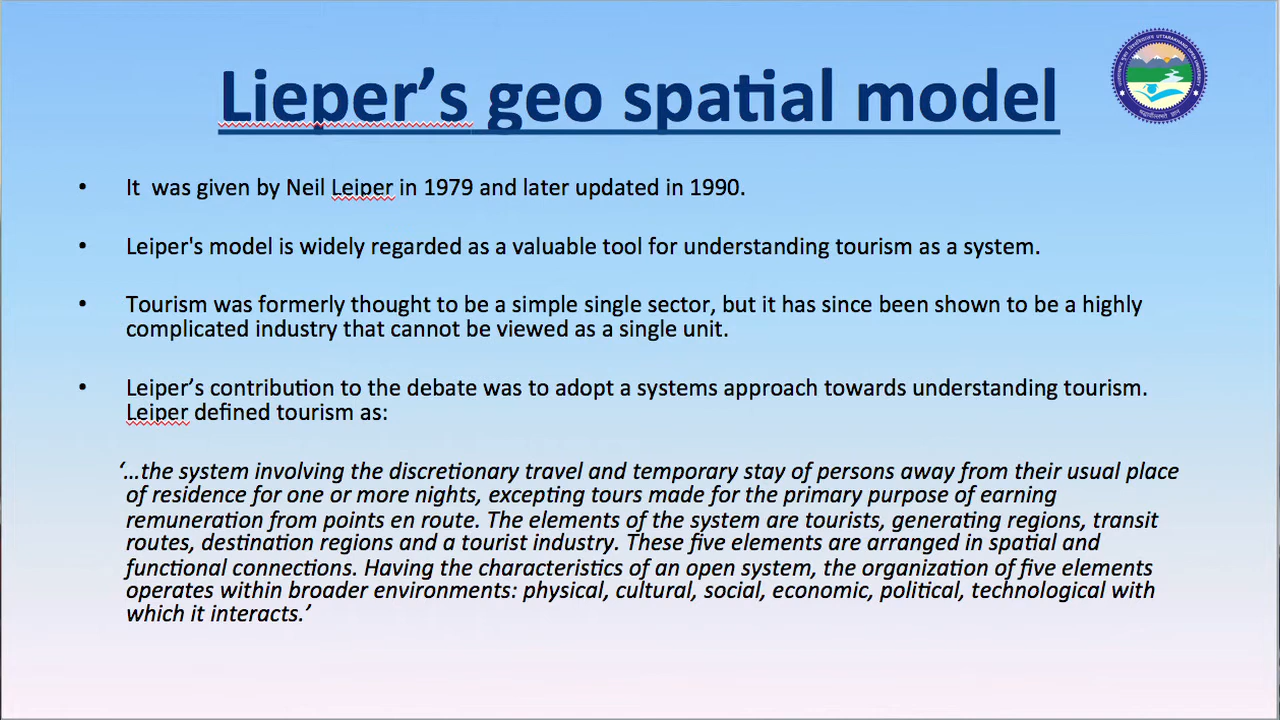 Lieper’s geo spatial model
UTTARAKHAND OPEN UNIVERSITY
• It  was given by Neil Leiper in 1979 and later updated in 1990.
• Leiper's model is widely regarded as a valuable tool for understanding tourism as a system.
• Tourism was formerly thought to be a simple single sector, but it has since been shown to be a highly
complicated industry that cannot be viewed as a single unit.
• Leiper’s contribution to the debate was to adopt a systems approach towards understanding tourism.
Leiper defined tourism as:
‘…the system involving the discretionary travel and temporary stay of persons away from their usual place
of residence for one or more nights, excepting tours made for the primary purpose of earning
remuneration from points en route. The elements of the system are tourists, generating regions, transit
routes, destination regions and a tourist industry. These five elements are arranged in spatial and
functional connections. Having the characteristics of an open system, the organization of five elements
operates within broader environments: physical, cultural, social, economic, political, technological with
which it interacts.’